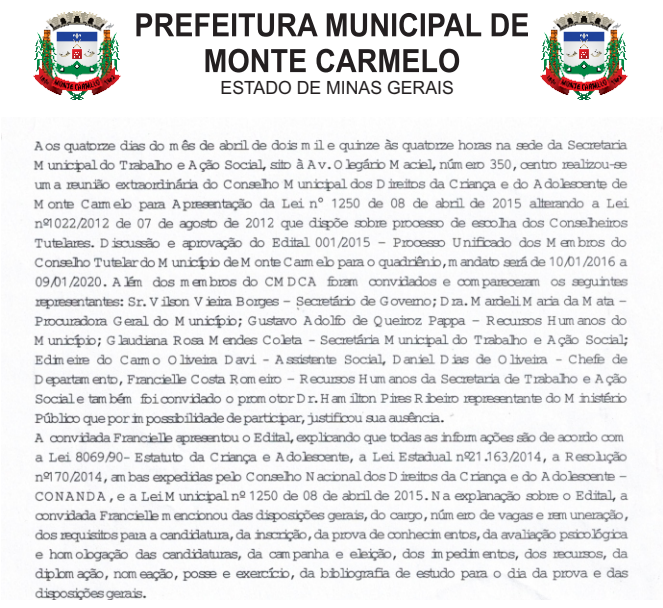 PREFEITURA MUNICIPAL DE
MONTE CARMELO
ESTADO DE MINAS GERAIS
Aos quatorze dias do mês de abril de dois mil e quinze às quatorze horas na sede da Secretaria
Municipal do Trabalho e Ação Social, sito à Av. Olegário Maciel, número 350, centro realizou-se
uma reunião extraordinária do Conselho Municipal dos Direitos da Criança e do Adolescente de
Monte Carmelo para Apresentação da Lei n° 1250 de 08 de abril de 2015 alterando a Lei
nº1022/2012 de 07 de agosto de 2012 que dispõe sobre processo de escolha dos Conselheiros
Tutelares. Discussão e aprovação do Edital 001/2015 – Processo Unificado dos Membros do
Conselho Tutelar do Município de Monte Carmelo para o quadriênio, mandato será de 10/01/2016 a
09/01/2020. Além dos membros do CMDCA foram convidados e compareceram os seguintes
representantes: Sr. Vilson Vieira Borges – Secretário de Governo; Dra. Mardeli Maria da Mata –
Procuradora Geral do Município; Gustavo Adolfo de Queiroz Pappa – Recursos Humanos do
Município; Glaudiana Rosa Mendes Coleta - Secretária Municipal do Trabalho e Ação Social;
Edimeire do Carmo Oliveira Davi - Assistente Social, Daniel Dias de Oliveira - Chefe de
Departamento, Francielle Costa Romeiro – Recursos Humanos da Secretaria de Trabalho e Ação
Social e também foi convidado o promotor Dr. Hamilton Pires Ribeiro representante do Ministério
Público que por impossibilidade de participar, justificou sua ausência.
A convidada Francielle apresentou o Edital, explicando que todas as informações são de acordo com
a Lei 8069/90- Estatuto da Criança e Adolescente, a Lei Estadual nº21.163/2014, a Resolução
nº170/2014, ambas expedidas pelo Conselho Nacional dos Direitos da Criança e do Adolescente –
CONANDA, e a Lei Municipal nº 1250 de 08 de abril de 2015. Na explanação sobre o Edital, a
convidada Francielle mencionou das disposições gerais, do cargo, número de vagas e remuneração,
dos requisitos para a candidatura, da inscrição, da prova de conhecimentos, da avaliação psicológica
e homologação das candidaturas, da campanha e eleição, dos impedimentos, dos recursos, da
diplomação, nomeação, posse e exercício, da bibliografia de estudo para o dia da prova e das
disposições gerais.